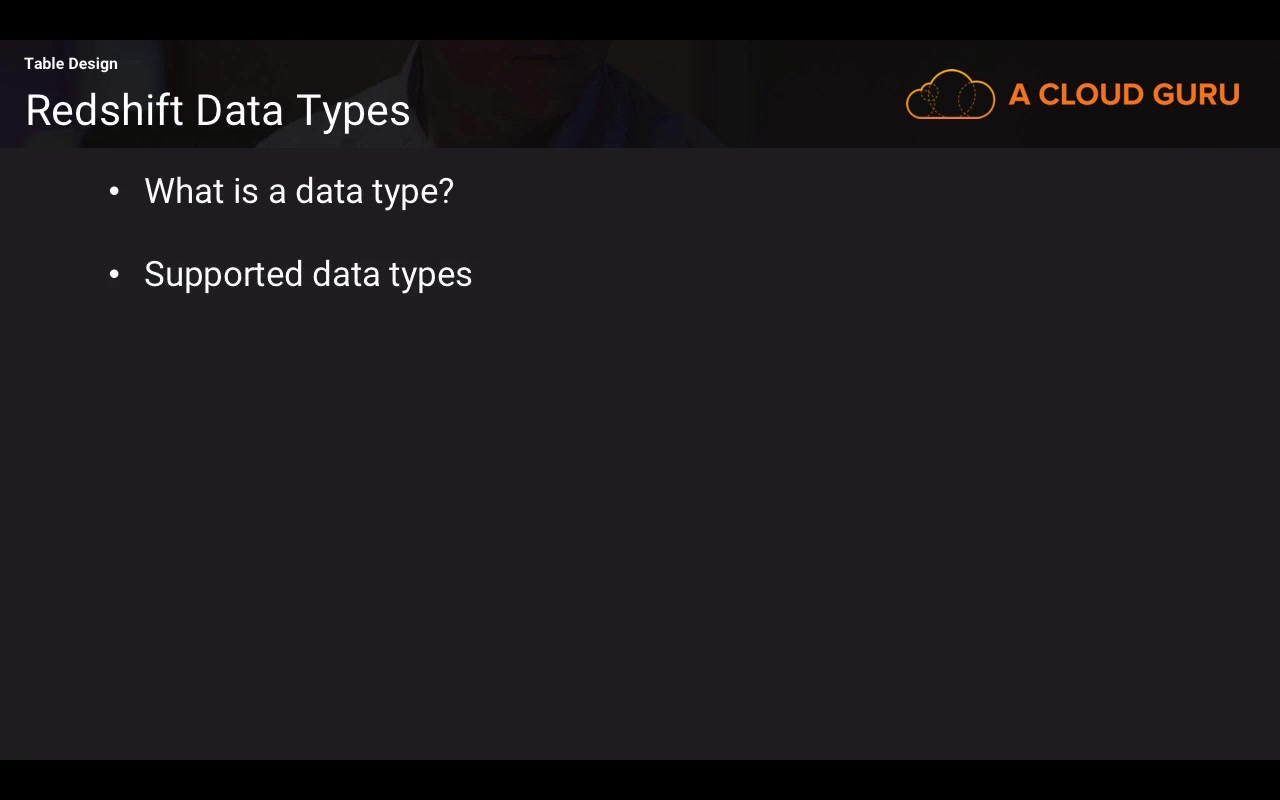 Table Design
Redshift Data Types
A CLOUD GURU
• What is a data type?
• Supported data types